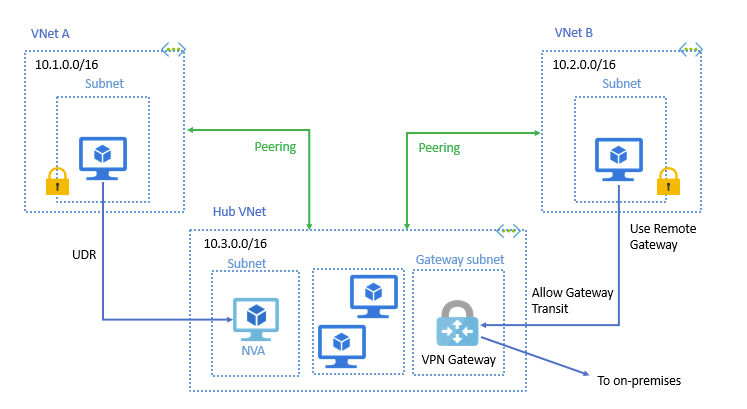 VNet A
10.1.0.0/16
Subnet
VNet B
10.2.0.0/16
Subnet
Peering
Peering
UDR
Use Remote
Gateway
Allow Gateway
Transit
Hub VNet
10.3.0.0/16
Subnet
NVA
Gateway subnet
VPN Gateway
To on-premises